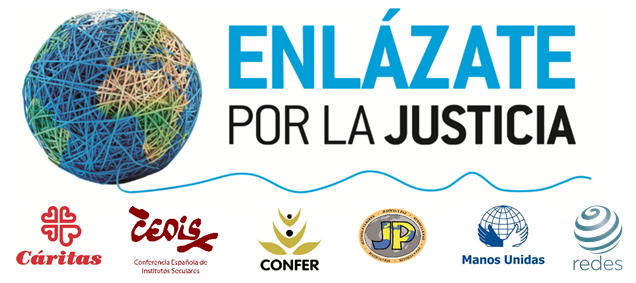 ENLÁZATE
POR LA JUSTICIA
Cáritas
CEDIS
Conferencia Española de
Institutos Seculares
CONFER
JP
Manos Unidas
redes